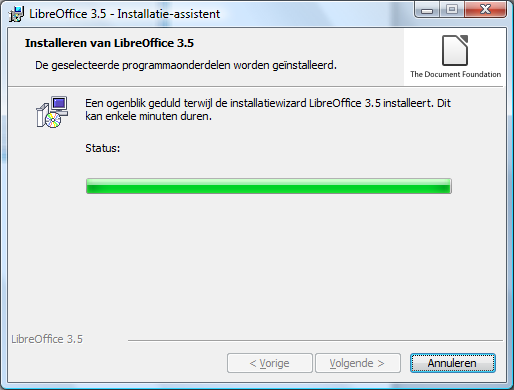 LibreOffice 3.5 - Installatie-assistent
Installeren van LibreOffice 3.5
De geselecteerde programmaonderdelen worden geïnstalleerd.
The Document Foundation
Een ogenblik geduld terwijl de installatiewizard LibreOffice 3.5 installeert. Dit
kan enkele minuten duren.
Status:
LibreOffice 3.5
< Vorige
Volgende >
Annuleren